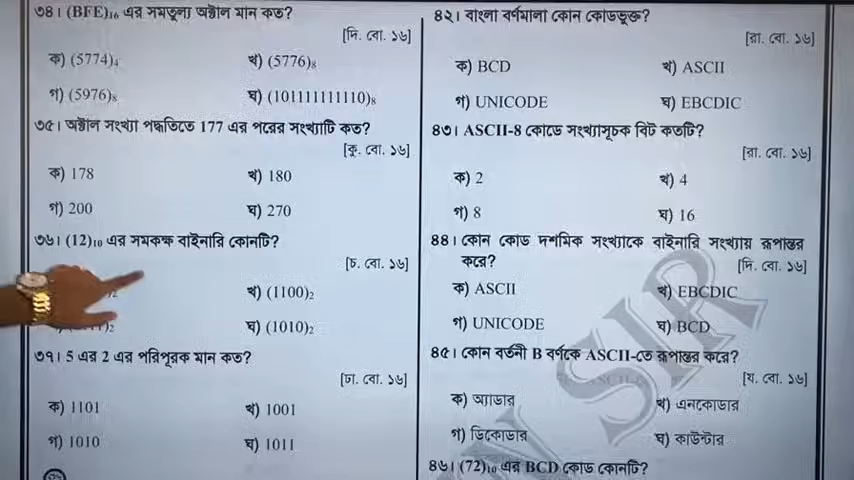 ৩৪। (BFE)₁₆ এর সমতুল্য অক্টাল মান কত?
[দি. বো. ১৬]
ক) (5774)₄
খ) (5776)₈
গ) (5976)₈
ঘ) (101111111110)₈
৩৫। অক্টাল সংখ্যা পদ্ধতিতে 177 এর পরের সংখ্যাটি কত?
[কু. বো. ১৬]
ক) 178
খ) 180
গ) 200
ঘ) 270
৩৬। (12)₁₀ এর সমকক্ষ বাইনারি কোনটি?
[চ. বো. ১৬]
খ) (1100)₂
ঘ) (1010)₂
৩৭। 5 এর 2 এর পরিপূরক মান কত?
[ঢা. বো. ১৬]
ক) 1101
খ) 1001
গ) 1010
ঘ) 1011
৪২। বাংলা বর্ণমালা কোন কোডভুক্ত?
[রা. বো. ১৬]
ক) BCD
খ) ASCII
গ) UNICODE
ঘ) EBCDIC
৪৩। ASCII-8 কোডে সংখ্যাসূচক বিট কতটি?
[রা. বো. ১৬]
ক) 2
খ) 4
গ) 8
ঘ) 16
৪৪। কোন কোড দশমিক সংখ্যাকে বাইনারি সংখ্যায় রূপান্তর
করে?
[দি. বো. ১৬]
ক) ASCII
খ) EBCDIC
গ) UNICODE
ঘ) BCD
৪৫। কোন বর্তনী B বর্ণকে ASCII-তে রূপান্তর করে?
[য. বো. ১৬]
ক) অ্যাডার
খ) এনকোডার
গ) ডিকোডার
ঘ) কাউন্টার
৪৬। (72)₁₀ এর BCD কোড কোনটি?
SIR